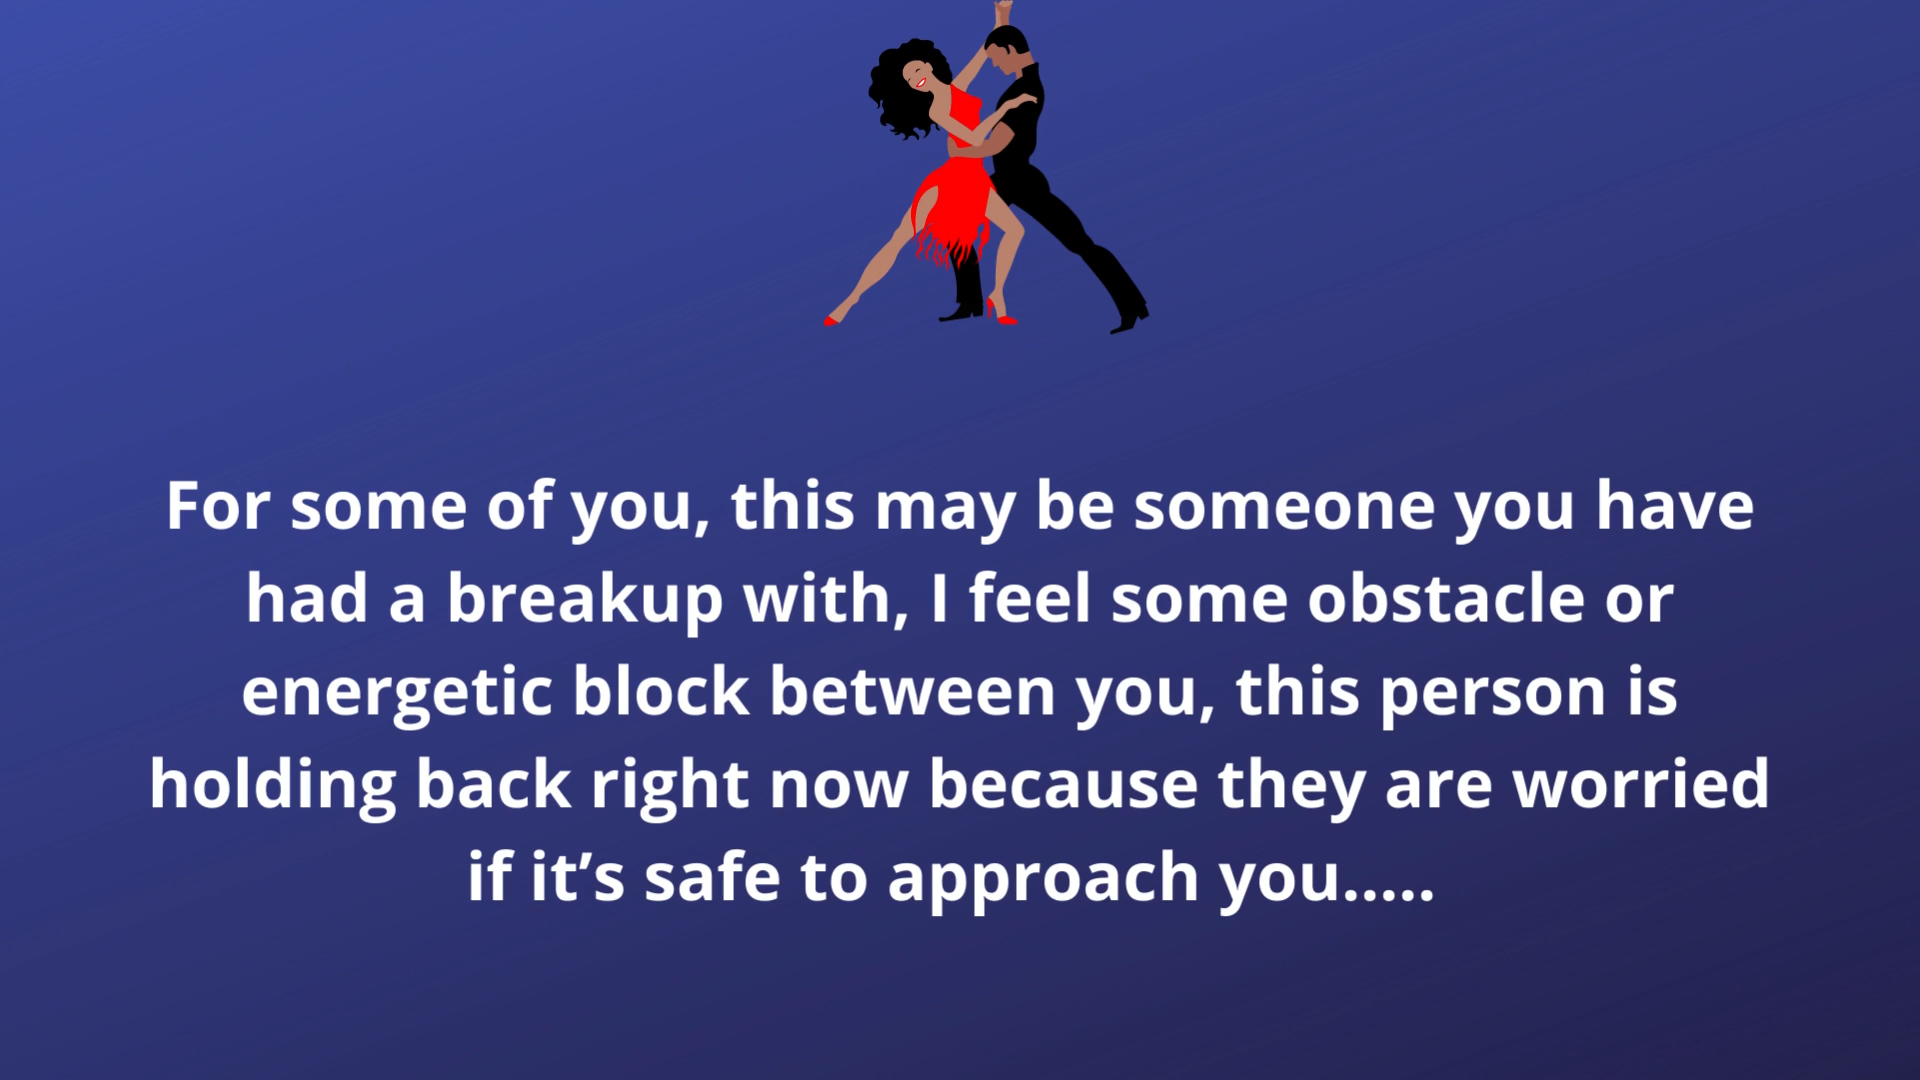 For some of you, this may be someone you have
had a breakup with, I feel some obstacle or
energetic block between you, this person is
holding back right now because they are worried
if it’s safe to approach you.....